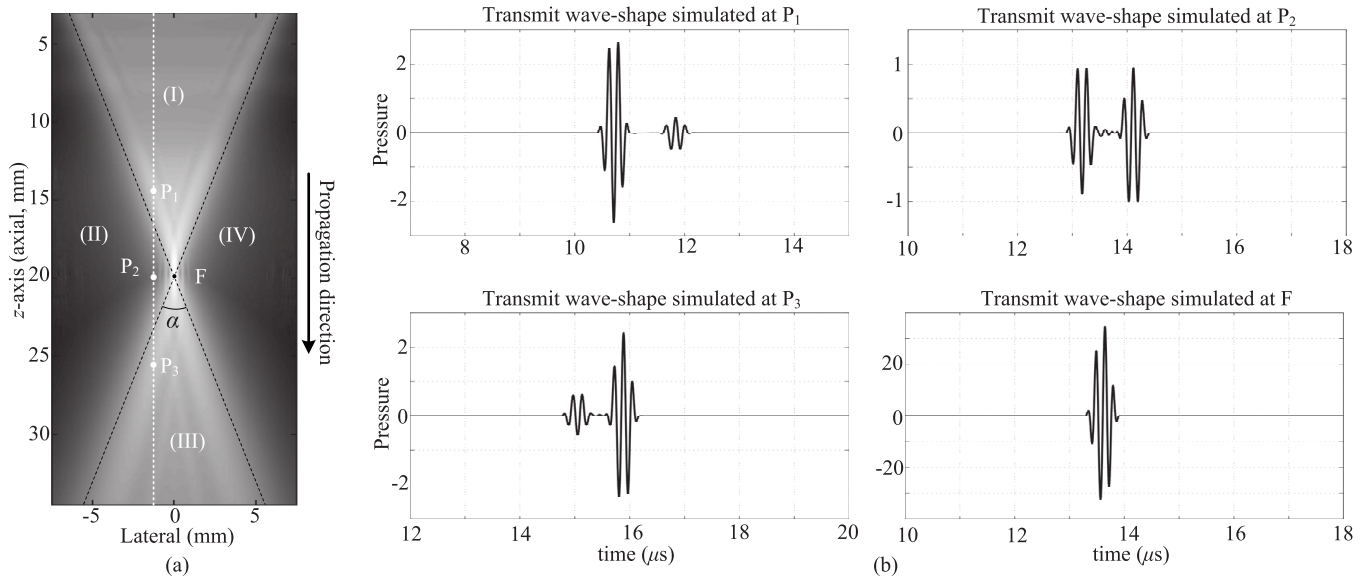 5
10
15
20
25
30
z-axis (axial, mm)
(I)
P1
(II)
(IV)
P2
F
α
P3
(III)
-5
0
5
Lateral (mm)
(a)
Propagation direction
Transmit wave-shape simulated at P1
Pressure
2
0
-2
8
10
12
14
Transmit wave-shape simulated at P2
1
0
-1
10
12
14
16
18
Transmit wave-shape simulated at P3
Pressure
2
0
-2
12
14
16
18
20
time (μs)
Transmit wave-shape simulated at F
20
0
-20
10
12
14
16
18
time (μs)
(b)